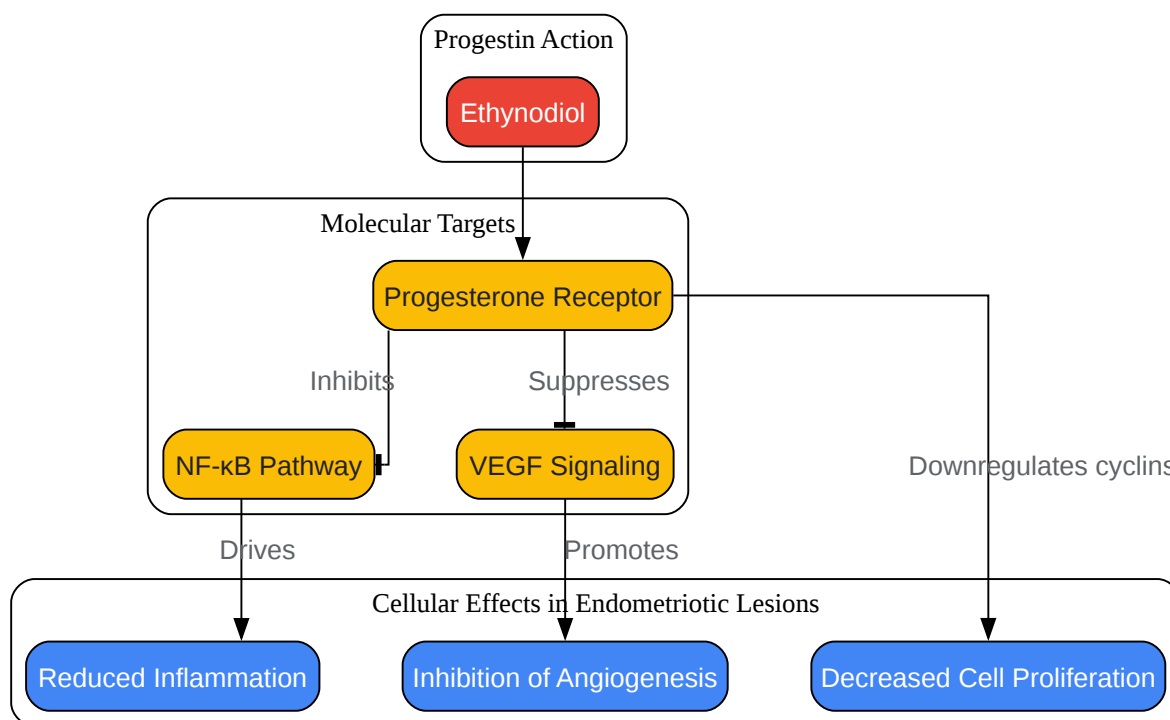 Progestin Action
Ethynodiol
Molecular Targets
Progesterone Receptor
Inhibits
Suppresses
NF-κB Pathway
VEGF Signaling
Downregulates cyclins
Drives
Promotes
Cellular Effects in Endometriotic Lesions
Reduced Inflammation
Inhibition of Angiogenesis
Decreased Cell Proliferation